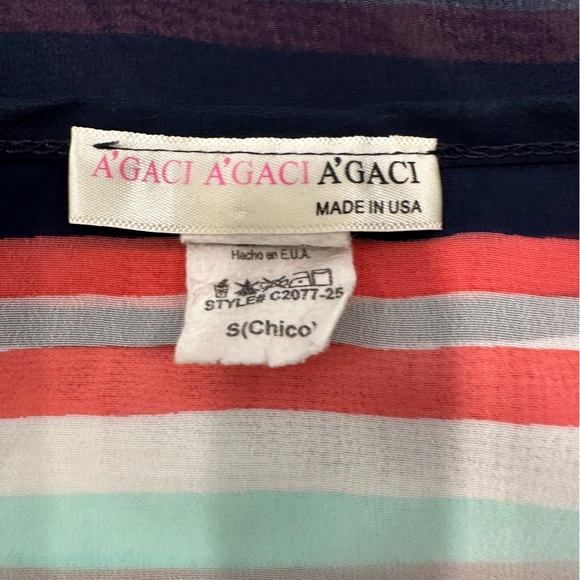 A'GACI A'GACI A'GACI
MADE IN USA
Hecho en E.U.A.
STYLE# C2077-25
S(Chico)